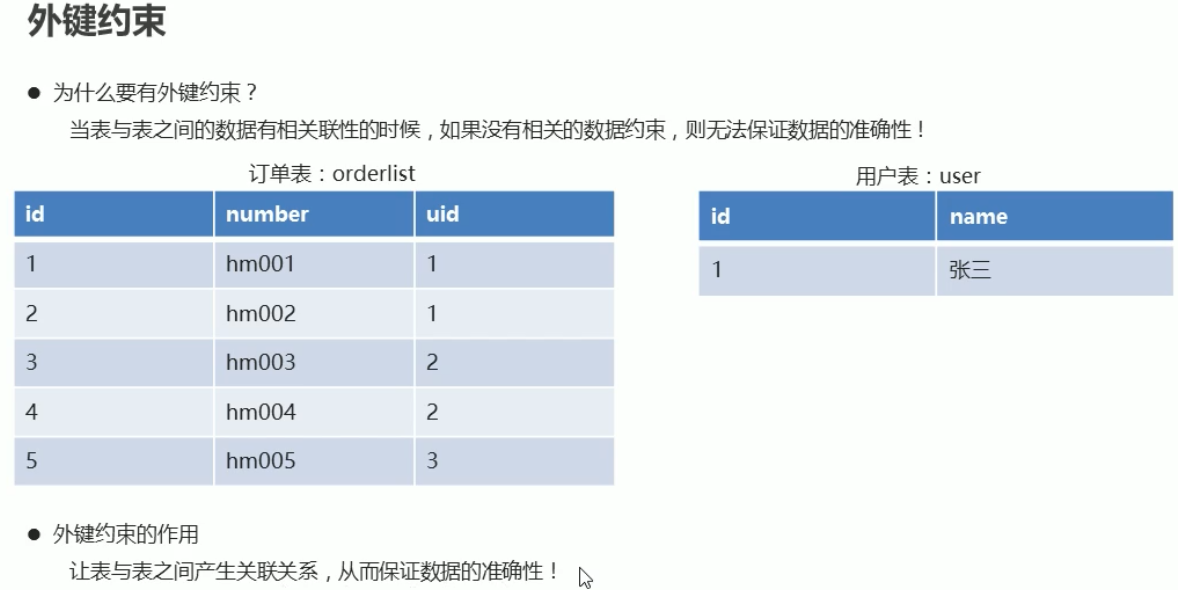 外键约束
● 为什么要有外键约束？
当表与表之间的数据有相关联性的时候，如果没有相关的数据约束，则无法保证数据的准确性！
订单表：orderlist
id number uid
1 hm001 1
2 hm002 1
3 hm003 2
4 hm004 2
5 hm005 3
用户表：user
id name
1 张三
● 外键约束的作用
让表与表之间产生关联关系，从而保证数据的准确性！